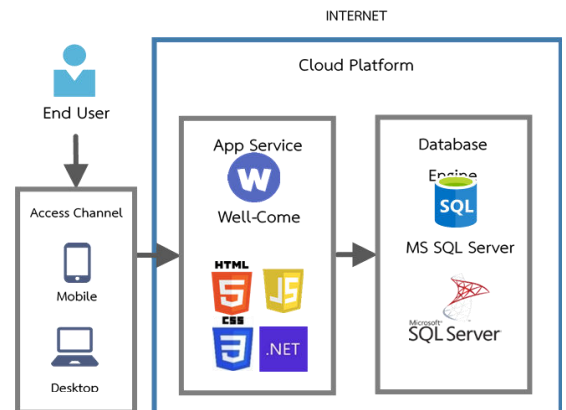 INTERNET
Cloud Platform
End User
Access Channel
Mobile
Desktop
App Service
W
Well-Come
HTML
5
JS
CSS
3
.NET
Database
Engine
SQL
MS SQL Server
Microsoft®
SQL Server